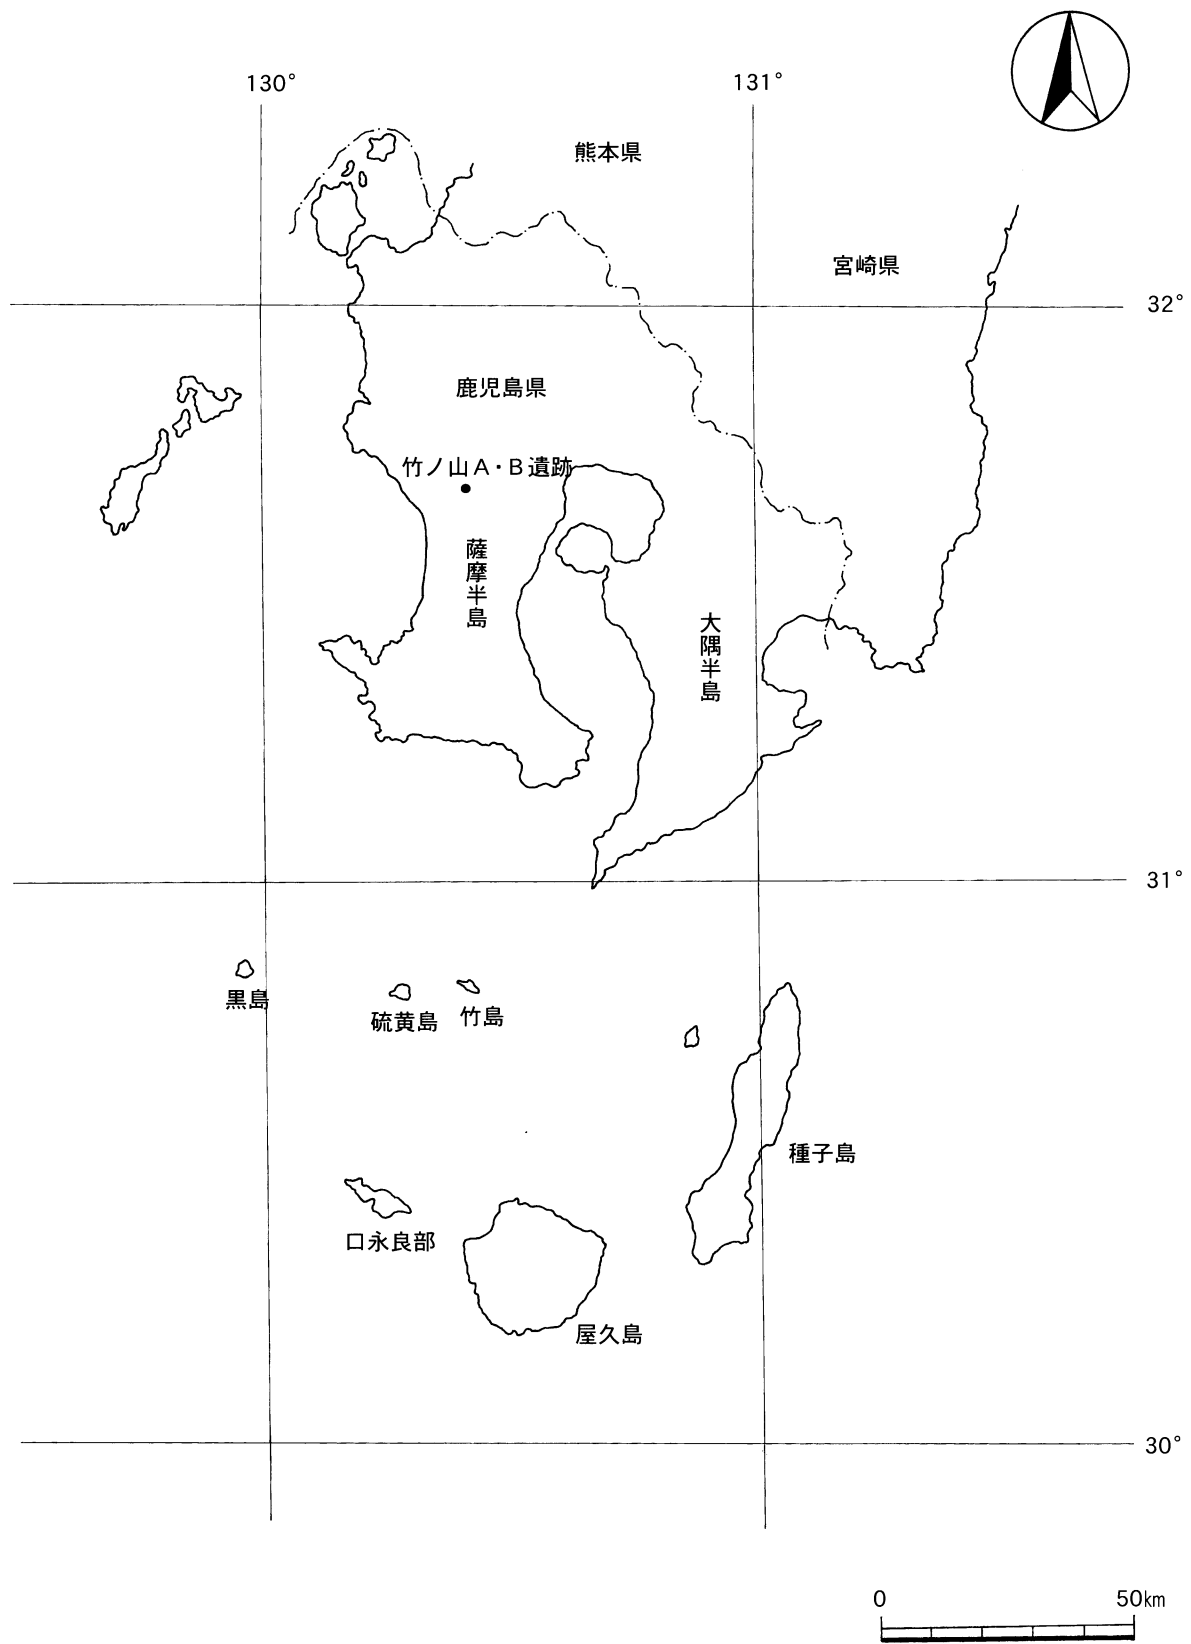 130°
131°
熊本県
宮崎県
32°
鹿児島県
竹ノ山A・B遺跡
薩摩半島
大隅半島
31°
黒島
硫黄島
竹島
種子島
口永良部
屋久島
30°
0
50km